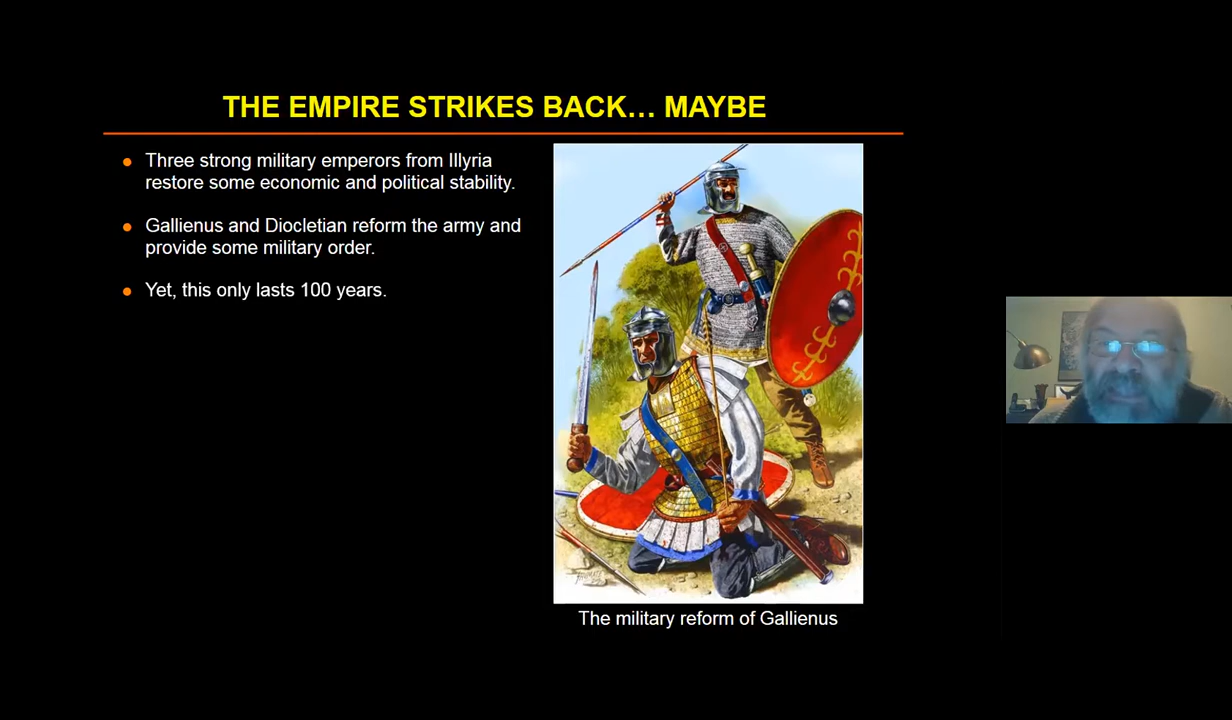 THE EMPIRE STRIKES BACK… MAYBE
Three strong military emperors from Illyria
restore some economic and political stability.
Gallienus and Diocletian reform the army and
provide some military order.
Yet, this only lasts 100 years.
The military reform of Gallienus